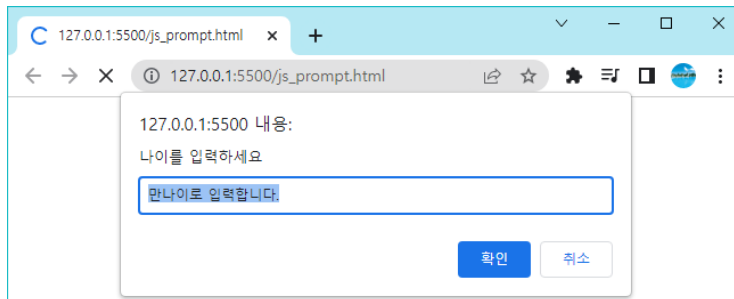 127.0.0.1:5500/js_prompt.html
127.0.0.1:5500/js_prompt.html
127.0.0.1:5500 내용:
나이를 입력하세요
만나이로 입력합니다.
확인 취소